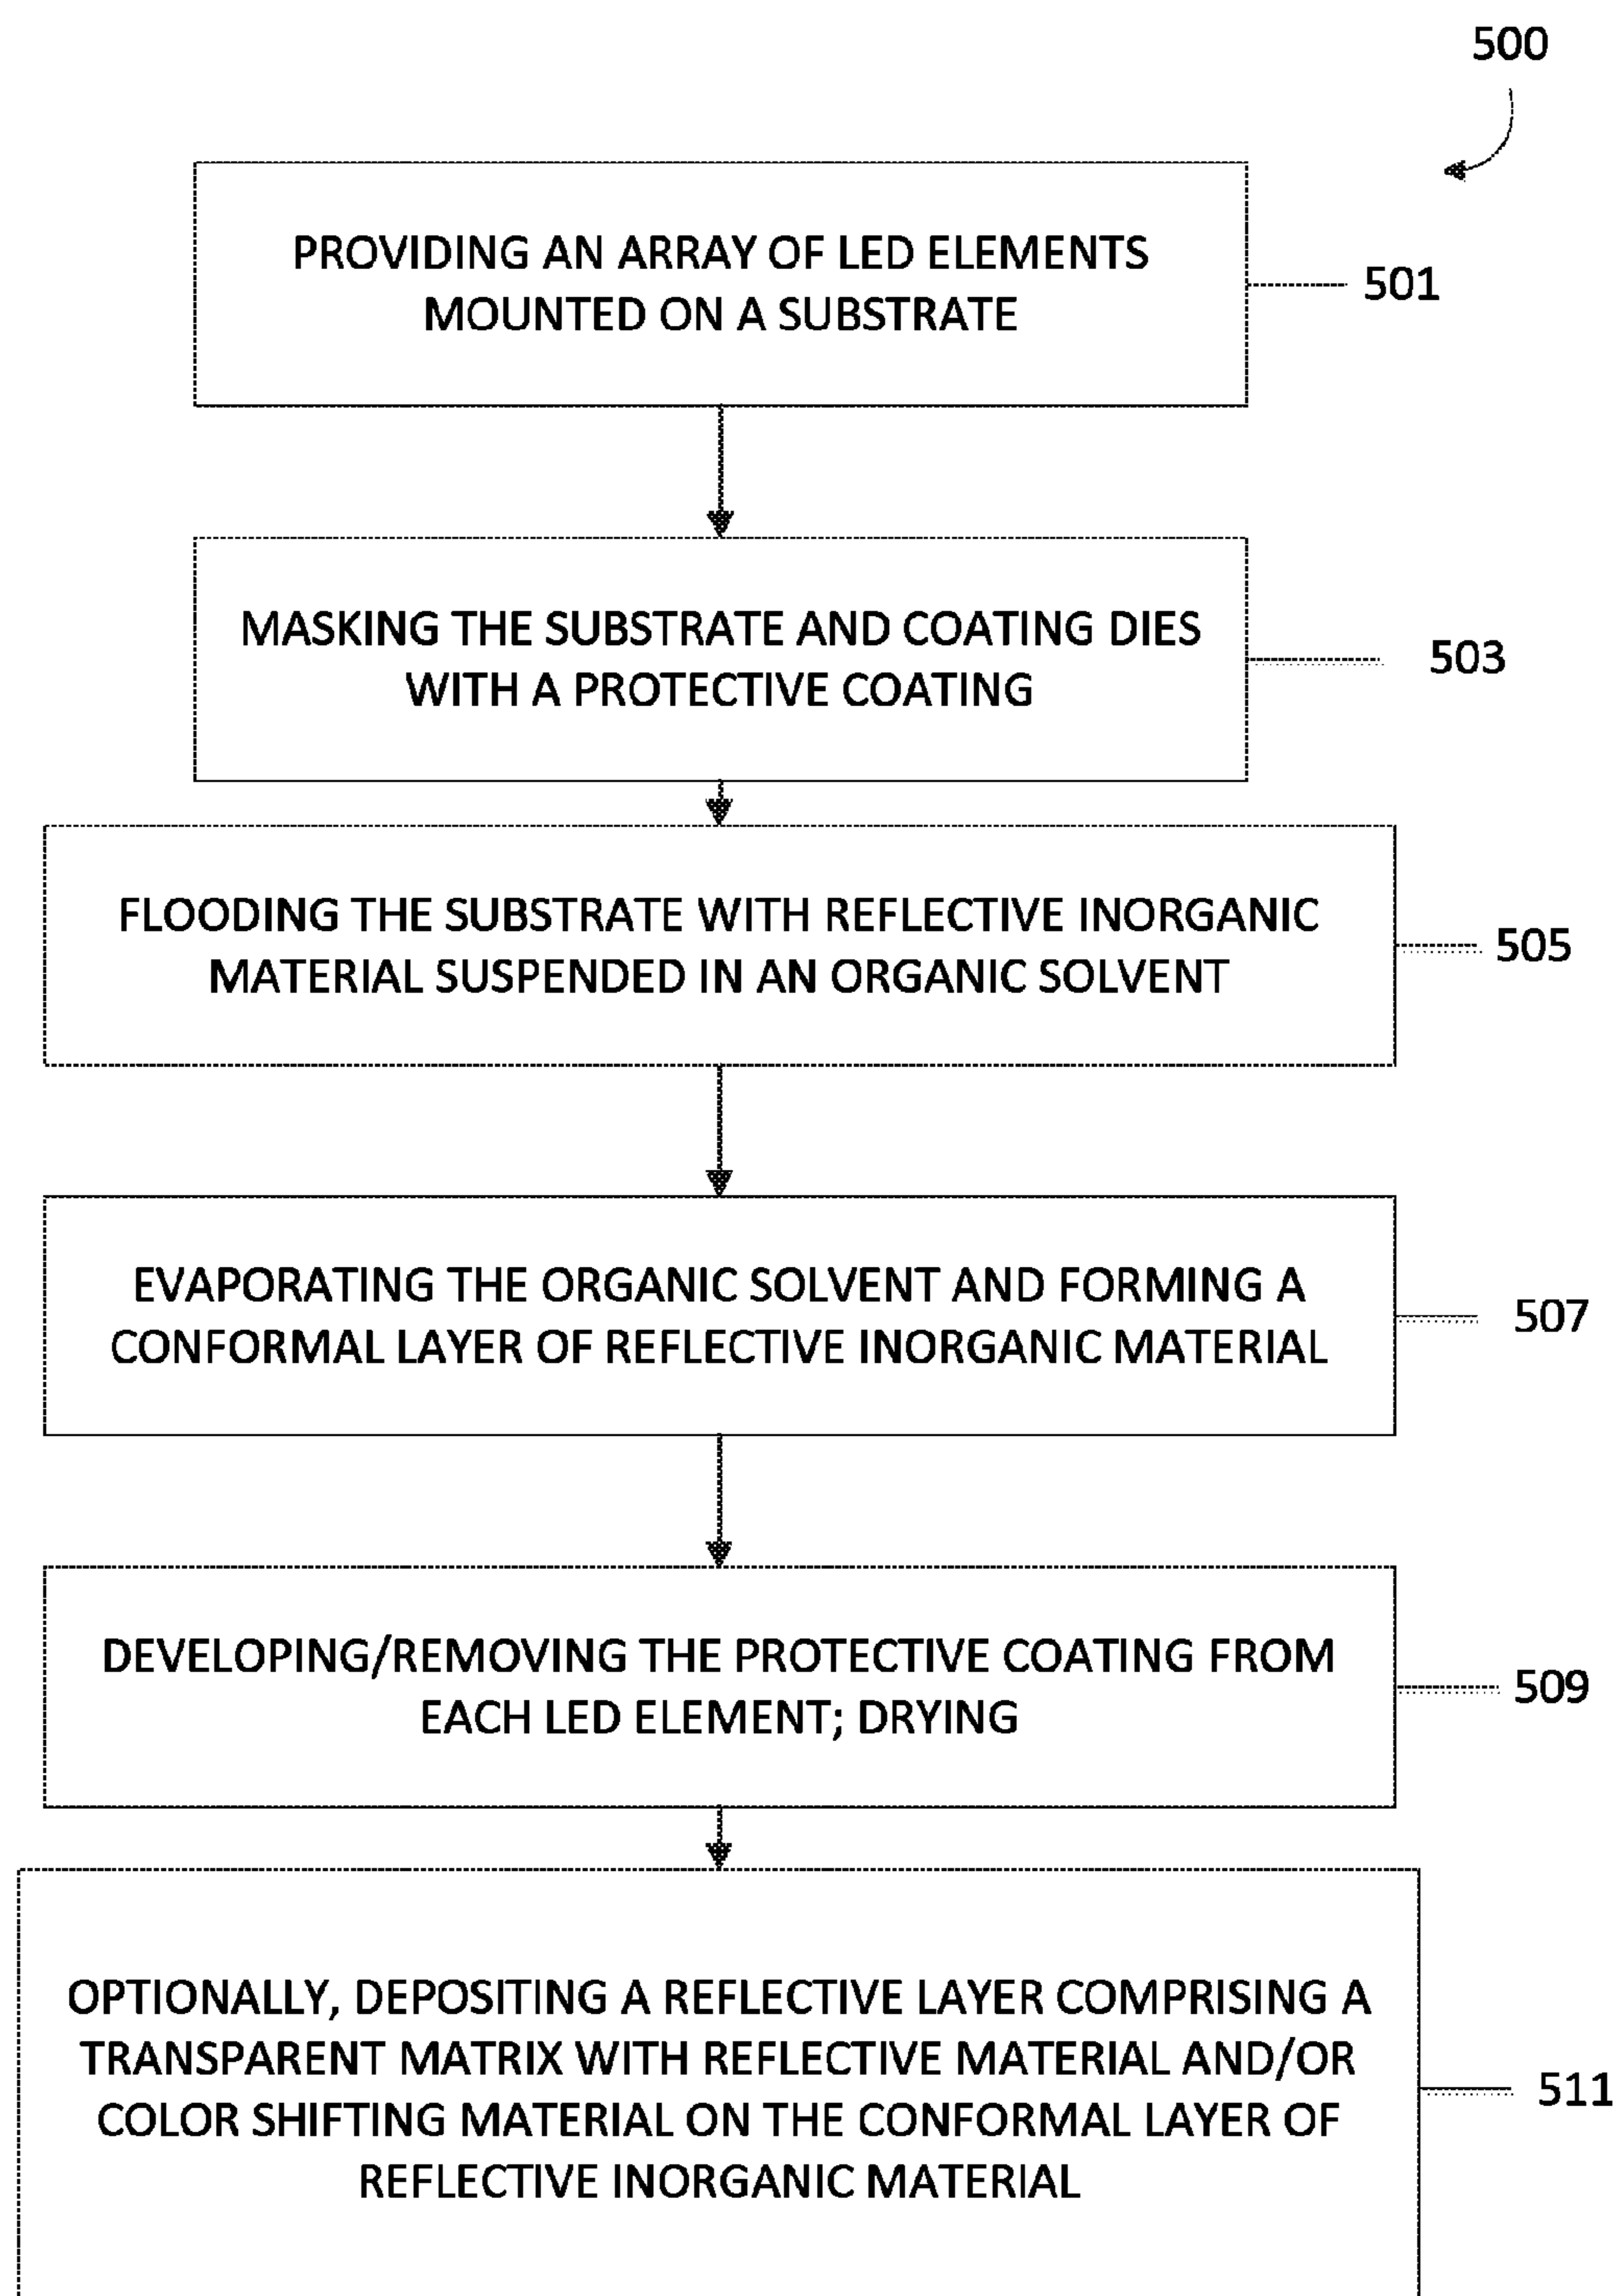 500
PROVIDING AN ARRAY OF LED ELEMENTS
MOUNTED ON A SUBSTRATE
501
MASKING THE SUBSTRATE AND COATING DIES
WITH A PROTECTIVE COATING
503
FLOODING THE SUBSTRATE WITH REFLECTIVE INORGANIC
MATERIAL SUSPENDED IN AN ORGANIC SOLVENT
505
EVAPORATING THE ORGANIC SOLVENT AND FORMING A
CONFORMAL LAYER OF REFLECTIVE INORGANIC MATERIAL
507
DEVELOPING/REMOVING THE PROTECTIVE COATING FROM
EACH LED ELEMENT; DRYING
509
OPTIONALLY, DEPOSITING A REFLECTIVE LAYER COMPRISING A
TRANSPARENT MATRIX WITH REFLECTIVE MATERIAL AND/OR
COLOR SHIFTING MATERIAL ON THE CONFORMAL LAYER OF
REFLECTIVE INORGANIC MATERIAL
511